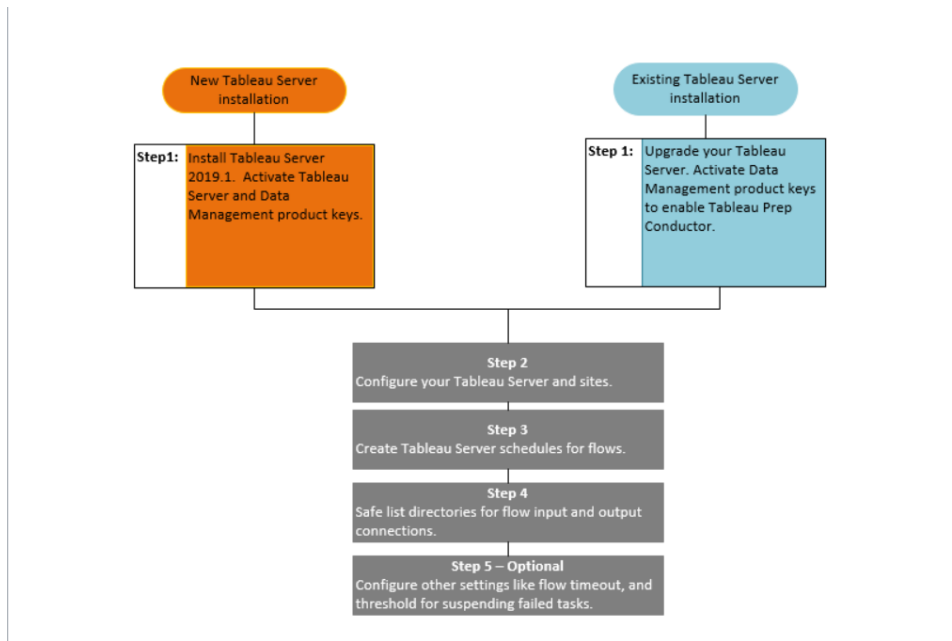 New Tableau Server
installation
Existing Tableau Server
installation
Step1:
Install Tableau Server
2019.1.  Activate Tableau
Server and Data
Management product keys.
Step 1:
Upgrade your Tableau
Server. Activate Data
Management product keys
to enable Tableau Prep
Conductor.
Step 2
Configure your Tableau Server and sites.
Step 3
Create Tableau Server schedules for flows.
Step 4
Safe list directories for flow input and output
connections.
Step 5 – Optional
Configure other settings like flow timeout, and
threshold for suspending failed tasks.